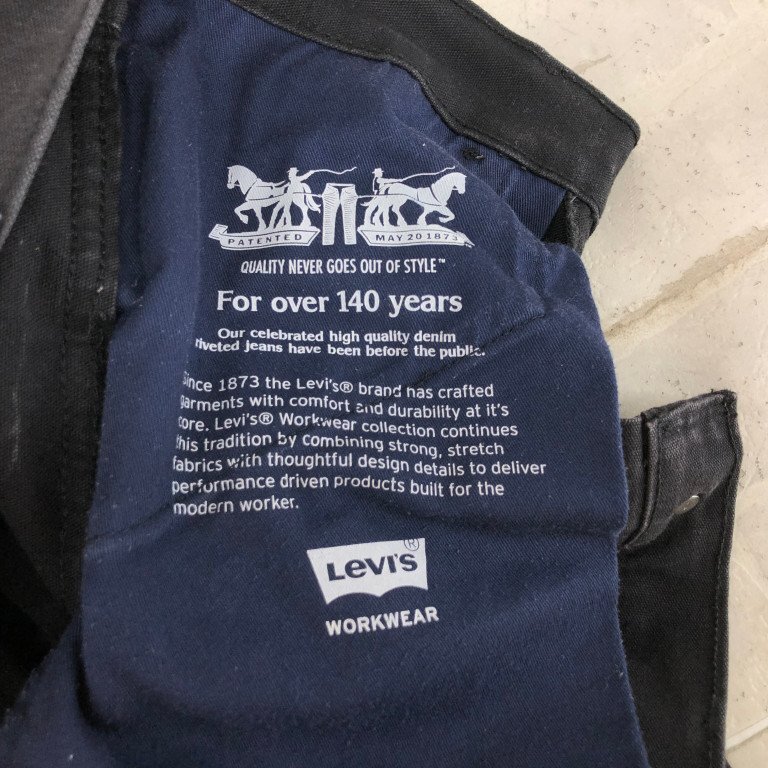 PATENTED MAY 20 1873
QUALITY NEVER GOES OUT OF STYLE™
For over 140 years
Our celebrated high quality denim
riveted jeans have been before the public.
Since 1873 the Levi's® brand has crafted
garments with comfort and durability at it's
core. Levi's® Workwear collection continues
this tradition by combining strong, stretch
fabrics with thoughtful design details to deliver
performance driven products built for the
modern worker.
LEVI'S®
WORKWEAR